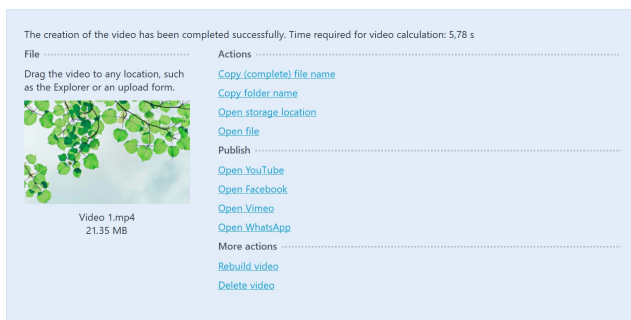 The creation of the video has been completed successfully. Time required for video calculation: 5,78 s
File
Drag the video to any location, such
as the Explorer or an upload form.
Video 1.mp4
21.35 MB
Actions
Copy (complete) file name
Copy folder name
Open storage location
Open file
Publish
Open YouTube
Open Facebook
Open Vimeo
Open WhatsApp
More actions
Rebuild video
Delete video